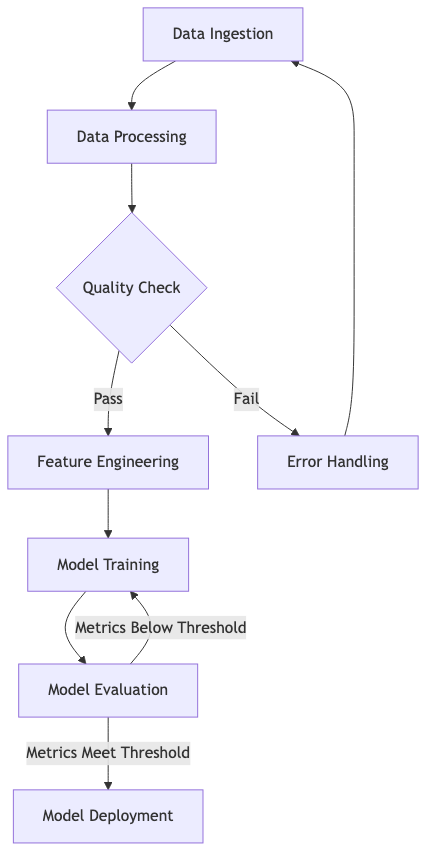 Data Ingestion
Data Processing
Quality Check
Pass
Fail
Feature Engineering
Error Handling
Model Training
Metrics Below Threshold
Model Evaluation
Metrics Meet Threshold
Model Deployment